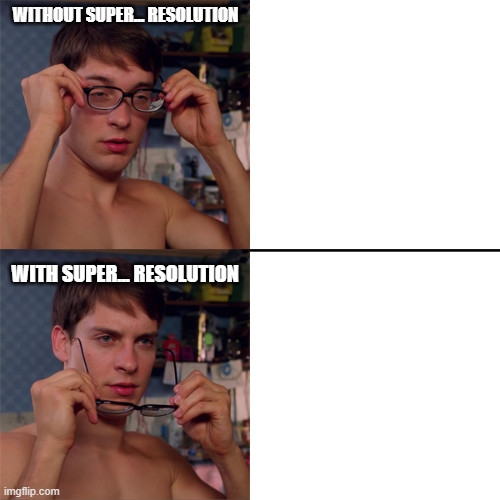 WITHOUT SUPER... RESOLUTION
WITH SUPER... RESOLUTION
imgflip.com